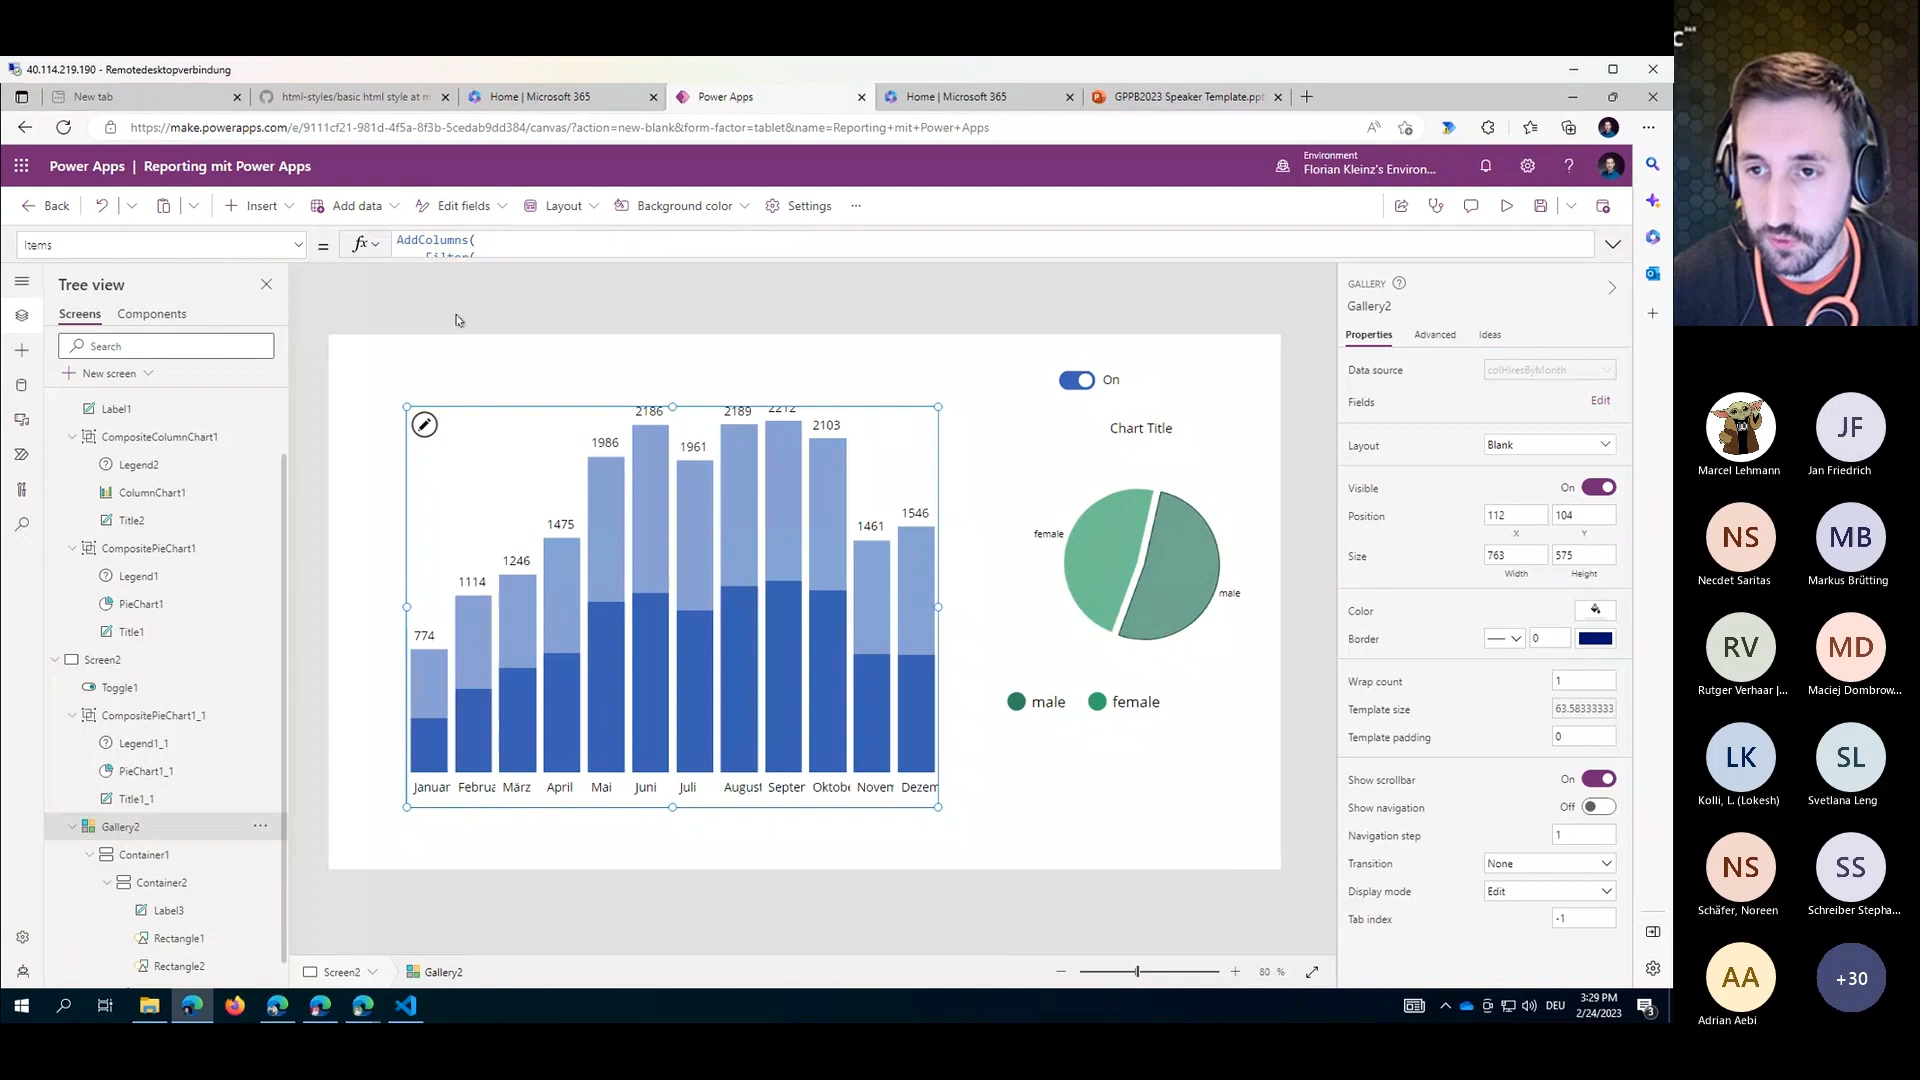 40.114.219.190 - Remotedesktopverbindung
New tab
html-styles/basic html style at m
Home | Microsoft 365
Power Apps
Home | Microsoft 365
GPPB2023 Speaker Template.ppt
https://make.powerapps.com/e/9111cf21-981d-4f5a-8f3b-5cedab9dd384/canvas/?action=new-blank&form-factor=tablet&name=Reporting+mit+Power+Apps
Power Apps | Reporting mit Power Apps
Environment
Florian Kleinz's Environ...
Back
Insert
Add data
Edit fields
Layout
Background color
Settings
Items
=
fx
AddColumns(
Filter(
Tree view
Screens
Components
Search
New screen
Label1
CompositeColumnChart1
Legend2
ColumnChart1
Title2
CompositePieChart1
Legend1
PieChart1
Title1
Screen2
Toggle1
CompositePieChart1_1
Legend1_1
PieChart1_1
Title1_1
Gallery2
Container1
Container2
Label3
Rectangle1
Rectangle2
774
1114
1246
1475
1986
2186
1961
2189
2212
2103
1461
1546
Januar
Februa
März
April
Mai
Juni
Juli
August
Septer
Oktobe
Novem
Dezem
On
Chart Title
female
male
male
female
Screen2
Gallery2
80 %
GALLERY
Gallery2
Properties
Advanced
Ideas
Data source
colHiresByMonth
Fields
Edit
Layout
Blank
Visible
On
Position
112
104
X
Y
Size
763
575
Width
Height
Color
Border
0
Wrap count
1
Template size
63.58333333
Template padding
0
Show scrollbar
On
Show navigation
Off
Navigation step
1
Transition
None
Display mode
Edit
Tab index
-1
DEU
3:29 PM
2/24/2023
3
Marcel Lehmann
JF
Jan Friedrich
NS
Necdet Saritas
MB
Markus Brütting
RV
Rutger Verhaar |...
MD
Maciej Dombrow...
LK
Kolli, L. (Lokesh)
SL
Svetlana Leng
NS
Schäfer, Noreen
SS
Schreiber Stepha...
AA
Adrian Aebi
+30